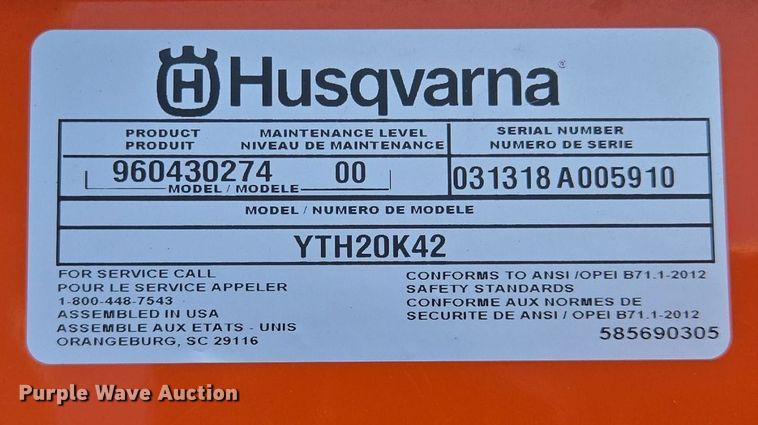 Husqvarna
PRODUCT MAINTENANCE LEVEL SERIAL NUMBER
PRODUIT NIVEAU DE MAINTENANCE NUMERO DE SERIE
960430274 00 031318 A005910
MODEL / MODELE
MODEL / NUMERO DE MODELE
YTH20K42
FOR SERVICE CALL
POUR LE SERVICE APPELER
1-800-448-7543
ASSEMBLED IN USA
ASSEMBLE AUX ETATS - UNIS
ORANGEBURG, SC 29116
CONFORMS TO ANSI /OPEI B71.1-2012
SAFETY STANDARDS
CONFORME AUX NORMES DE
SECURITE DE ANSI / OPEI B71.1-2012
585690305
Purple Wave Auction